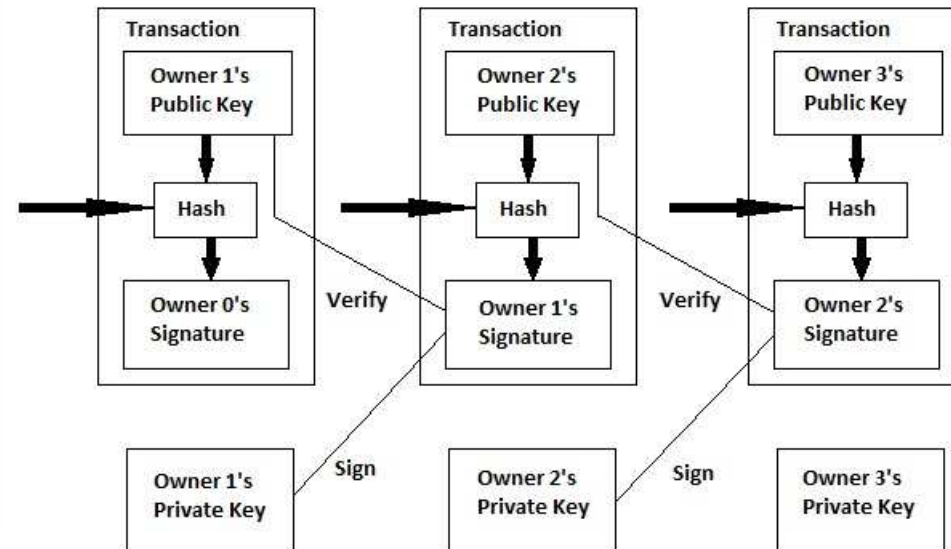 Transaction
Owner 1's
Public Key
Hash
Owner 0's
Signature
Transaction
Owner 2's
Public Key
Hash
Owner 1's
Signature
Transaction
Owner 3's
Public Key
Hash
Owner 2's
Signature
Verify
Verify
Sign
Sign
Owner 1's
Private Key
Owner 2's
Private Key
Owner 3's
Private Key